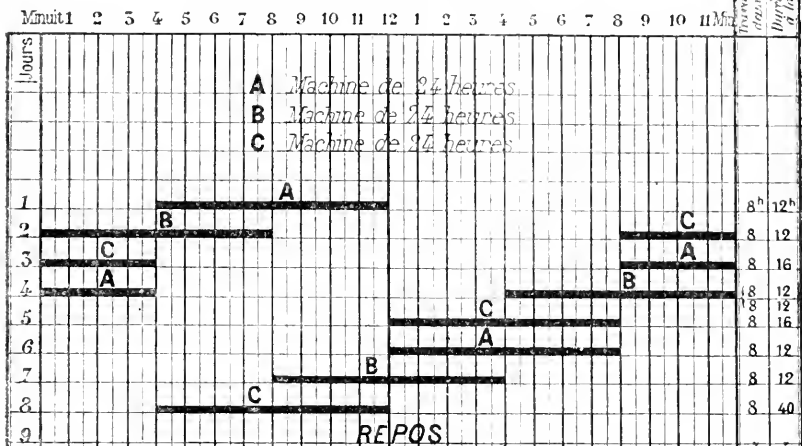 Minuit 1 2 3 4 5 6 7 8 9 10 11 12 1 2 3 4 5 6 7 8 9 10 11
Jours
A Machine de 24 heures
B Machine de 24 heures
C Machine de 24 heures
A
1 8h 12h
B C
2 8 12
C A
3 8 16
A B
4 8 12
8 12
C
5 8 16
A
6 8 12
B
7 8 12
C
8 8 40
9 REPOS